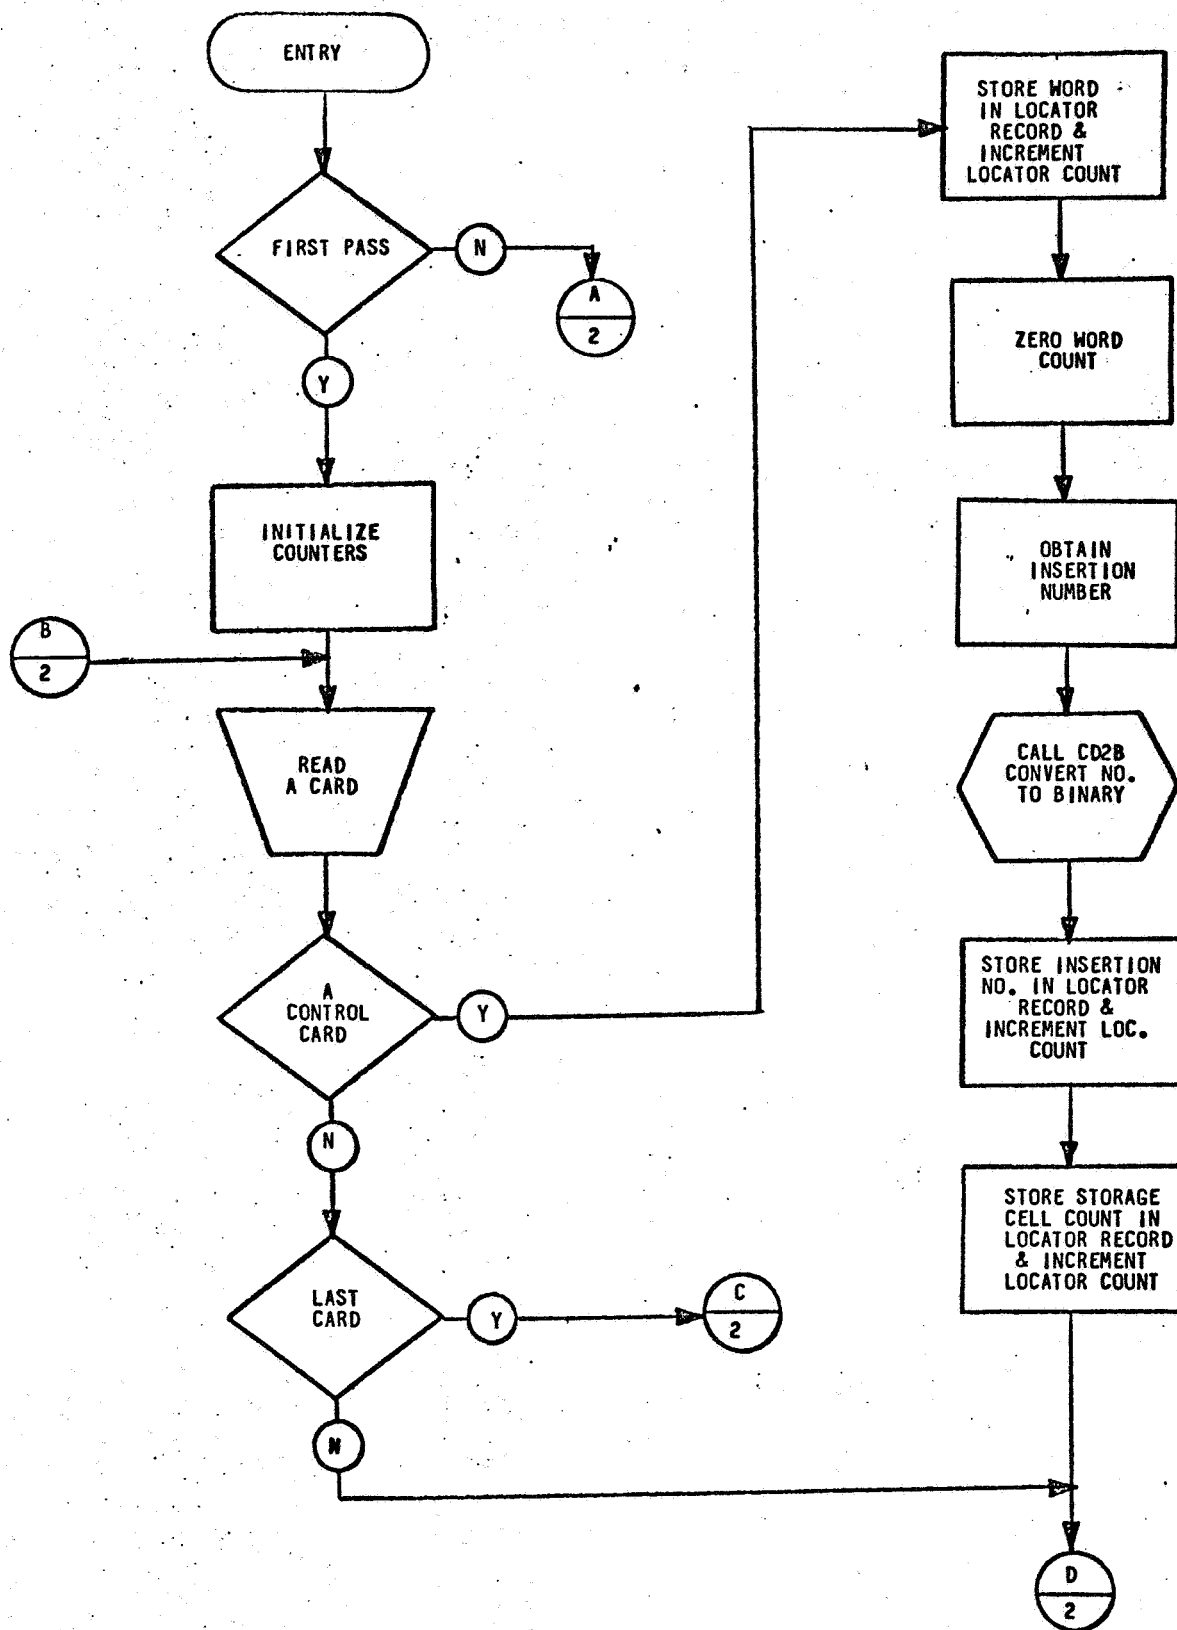 ENTRY
FIRST PASS
N
A
2
Y
INITIALIZE
COUNTERS
B
2
READ
A CARD
A
CONTROL
CARD
Y
N
LAST
CARD
Y
C
2
N
STORE WORD
IN LOCATOR
RECORD &
INCREMENT
LOCATOR COUNT
ZERO WORD
COUNT
OBTAIN
INSERTION
NUMBER
CALL CD2B
CONVERT NO.
TO BINARY
STORE INSERTION
NO. IN LOCATOR
RECORD &
INCREMENT LOC.
COUNT
STORE STORAGE
CELL COUNT IN
LOCATOR RECORD
& INCREMENT
LOCATOR COUNT
D
2